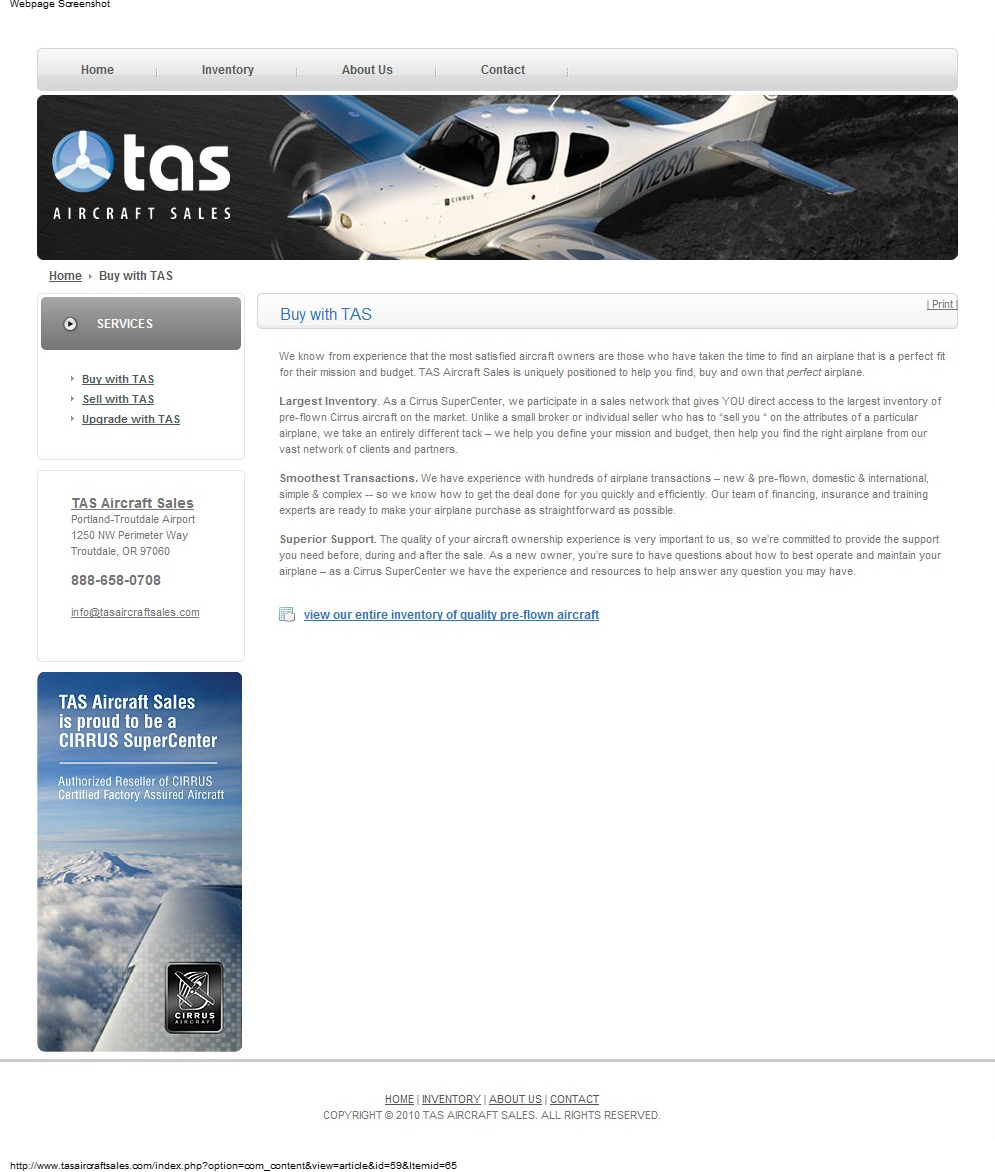 Webpage Screenshot
Home
Inventory
About Us
Contact
tas
AIRCRAFT SALES
CIRRUS
N128CK
Home
Buy with TAS
SERVICES
Buy with TAS
Sell with TAS
Upgrade with TAS
TAS Aircraft Sales
Portland-Troutdale Airport
1250 NW Perimeter Way
Troutdale, OR 97060
888-658-0708
info@tasaircraftsales.com
TAS Aircraft Sales
is proud to be a
CIRRUS SuperCenter
Authorized Reseller of CIRRUS
Certified Factory Assured Aircraft
CIRRUS
AIRCRAFT
Buy with TAS
| Print |
We know from experience that the most satisfied aircraft owners are those who have taken the time to find an airplane that is a perfect fit
for their mission and budget. TAS Aircraft Sales is uniquely positioned to help you find, buy and own that perfect airplane.
Largest Inventory. As a Cirrus SuperCenter, we participate in a sales network that gives YOU direct access to the largest inventory of
pre-flown Cirrus aircraft on the market. Unlike a small broker or individual seller who has to “sell you “ on the attributes of a particular
airplane, we take an entirely different tack – we help you define your mission and budget, then help you find the right airplane from our
vast network of clients and partners.
Smoothest Transactions. We have experience with hundreds of airplane transactions – new & pre-flown, domestic & international,
simple & complex -- so we know how to get the deal done for you quickly and efficiently. Our team of financing, insurance and training
experts are ready to make your airplane purchase as straightforward as possible.
Superior Support. The quality of your aircraft ownership experience is very important to us, so we're committed to provide the support
you need before, during and after the sale. As a new owner, you're sure to have questions about how to best operate and maintain your
airplane – as a Cirrus SuperCenter we have the experience and resources to help answer any question you may have.
view our entire inventory of quality pre-flown aircraft
HOME | INVENTORY | ABOUT US | CONTACT
COPYRIGHT © 2010 TAS AIRCRAFT SALES. ALL RIGHTS RESERVED.
http://www.tasaircraftsales.com/index.php?option=com_content&view=article&id=59&Itemid=65